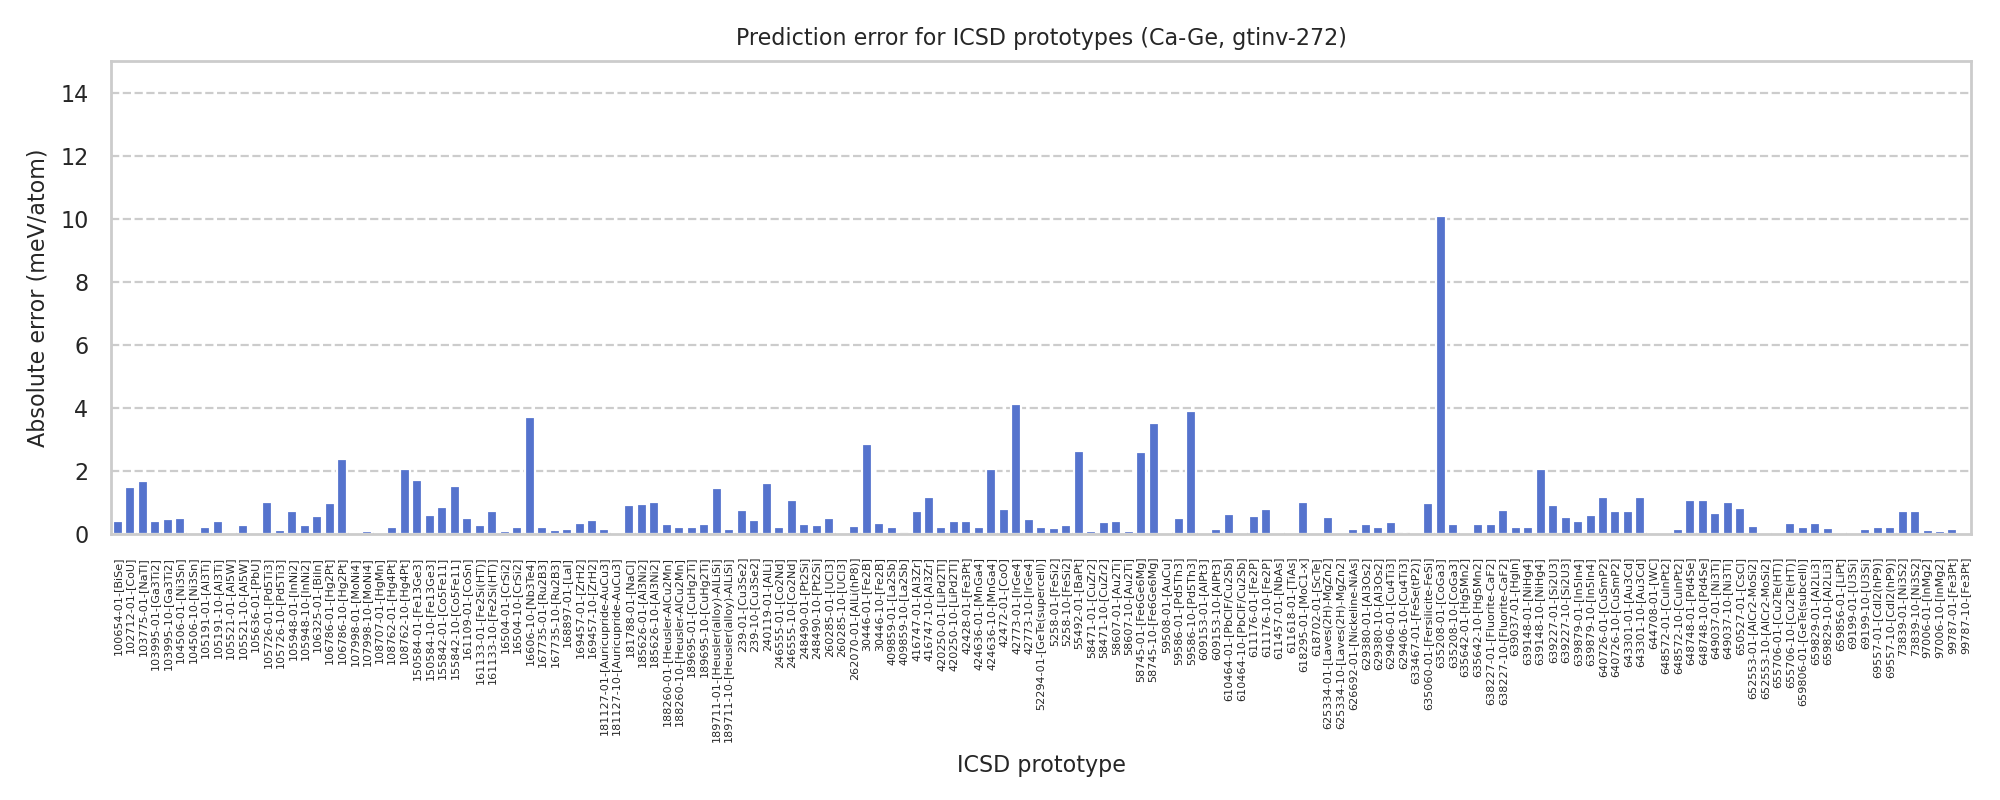 Prediction error for ICSD prototypes (Ca-Ge, gtinv-272)
Absolute error (meV/atom)
14
12
10
8
6
4
2
0
100654-01-[BiSe]
102712-01-[CoU]
103775-01-[NaTl]
103995-01-[Ga3Ti2]
103995-10-[Ga3Ti2]
104506-01-[Ni3Sn]
104506-10-[Ni3Sn]
105191-01-[Al3Ti]
105191-10-[Al3Ti]
105521-01-[Al5W]
105521-10-[Al5W]
105636-01-[PbU]
105726-01-[Pd5Ti3]
105726-10-[Pd5Ti3]
105948-01-[InNi2]
105948-10-[InNi2]
106325-01-[BiIn]
106786-01-[Hg2Pt]
106786-10-[Hg2Pt]
107998-01-[MoNi4]
107998-10-[MoNi4]
108707-01-[HgMn]
108762-01-[Hg4Pt]
108762-10-[Hg4Pt]
150584-01-[Fe13Ge3]
150584-10-[Fe13Ge3]
155842-01-[Co5Fe11]
155842-10-[Co5Fe11]
161109-01-[CoSn]
161133-01-[Fe2Si(HT)]
161133-10-[Fe2Si(HT)]
16504-01-[CrSi2]
16504-10-[CrSi2]
166006-10-[Nb3Te4]
167735-01-[Ru2B3]
167735-10-[Ru2B3]
168897-01-[LaI]
169457-01-[ZrH2]
169457-10-[ZrH2]
181127-01-[Auricupride-AuCu3]
181127-10-[Auricupride-AuCu3]
181788-01-[NaCl]
185626-01-[Al3Ni2]
185626-10-[Al3Ni2]
188260-01-[Heusler-AlCu2Mn]
188260-10-[Heusler-AlCu2Mn]
189695-01-[CuHg2Ti]
189695-10-[CuHg2Ti]
189711-01-[Heusler(alloy)-AlLiSi]
189711-10-[Heusler(alloy)-AlLiSi]
239-01-[Cu3Se2]
239-10-[Cu3Se2]
240119-01-[AlLi]
246555-01-[Co2Nd]
246555-10-[Co2Nd]
248490-01-[Pt2Si]
248490-10-[Pt2Si]
260285-01-[UCl3]
260285-10-[UCl3]
262070-01-[AlLi(hP8)]
30446-01-[Fe2B]
30446-10-[Fe2B]
409859-01-[La2Sb]
409859-10-[La2Sb]
416747-01-[Al3Zr]
416747-10-[Al3Zr]
420250-01-[LiPd2Tl]
420250-10-[LiPd2Tl]
42428-01-[Fe3Pt]
424636-01-[MnGa4]
424636-10-[MnGa4]
42472-01-[CoO]
42773-01-[IrGe4]
42773-10-[IrGe4]
52294-01-[GeTe(supercell)]
5258-01-[FeSi2]
5258-10-[FeSi2]
55492-01-[BaPt]
58471-01-[CuZr2]
58471-10-[CuZr2]
58607-01-[Au2Ti]
58607-10-[Au2Ti]
58745-01-[Fe6Ge6Mg]
58745-10-[Fe6Ge6Mg]
59508-01-[AuCu]
59586-01-[Pd5Th3]
59586-10-[Pd5Th3]
609153-01-[AlPt3]
609153-10-[AlPt3]
610464-01-[PbClF/Cu2Sb]
610464-10-[PbClF/Cu2Sb]
611176-01-[Fe2P]
611176-10-[Fe2P]
611457-01-[NbAs]
611618-01-[TiAs]
618295-01-[MoC1-x]
618702-01-[ScTe]
625334-01-[Laves(2H)-MgZn2]
625334-10-[Laves(2H)-MgZn2]
626692-01-[Nickeline-NiAs]
629380-01-[Al3Os2]
629380-10-[Al3Os2]
629406-01-[Cu4Ti3]
629406-10-[Cu4Ti3]
633467-01-[FeSe(tP2)]
635060-01-[Fersilicite-FeSi]
635208-01-[CoGa3]
635208-10-[CoGa3]
635642-01-[Hg5Mn2]
635642-10-[Hg5Mn2]
638227-01-[Fluorite-CaF2]
638227-10-[Fluorite-CaF2]
639037-01-[HgIn]
639148-01-[NiHg4]
639148-10-[NiHg4]
639227-01-[Si2U3]
639227-10-[Si2U3]
639879-01-[In5In4]
639879-10-[In5In4]
640726-01-[CuSmP2]
640726-10-[CuSmP2]
643301-01-[Au3Cd]
643301-10-[Au3Cd]
644708-01-[WC]
648572-01-[CuInPt2]
648572-10-[CuInPt2]
648748-01-[Pd4Se]
648748-10-[Pd4Se]
649037-01-[Ni3Ti]
649037-10-[Ni3Ti]
650527-01-[CsCl]
652553-01-[AlCr2-MoSi2]
652553-10-[AlCr2-MoSi2]
655706-01-[Cu2Te(HT)]
655706-10-[Cu2Te(HT)]
659806-01-[GeTe(subcell)]
659829-01-[Al2Li3]
659829-10-[Al2Li3]
659856-01-[LiPt]
69199-01-[U3Si]
69199-10-[U3Si]
69557-01-[CdI2(hP9)]
69557-10-[CdI2(hP9)]
73839-01-[Ni3S2]
73839-10-[Ni3S2]
97006-01-[InMg2]
97006-10-[InMg2]
99787-01-[Fe3Pt]
99787-10-[Fe3Pt]
ICSD prototype